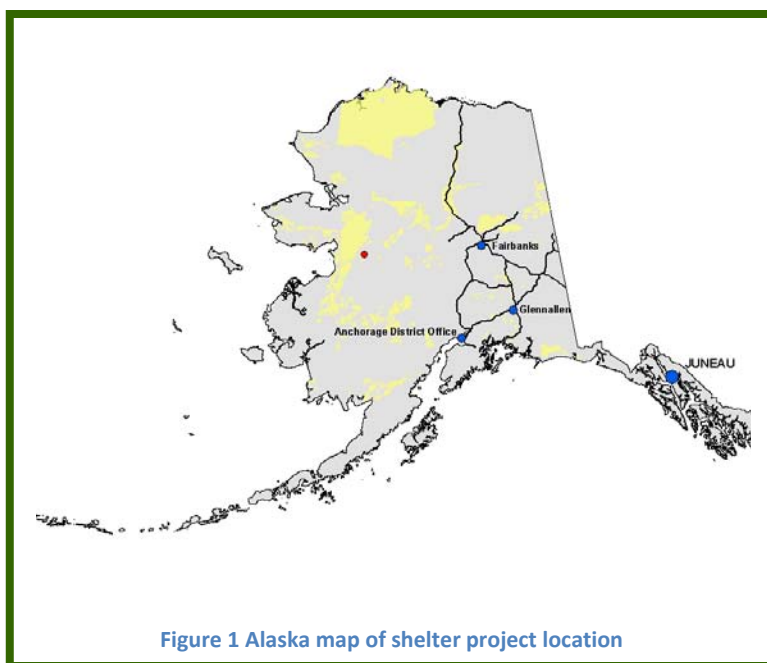 Fairbanks
Glennallen
Anchorage District Office
JUNEAU
Figure 1 Alaska map of shelter project location